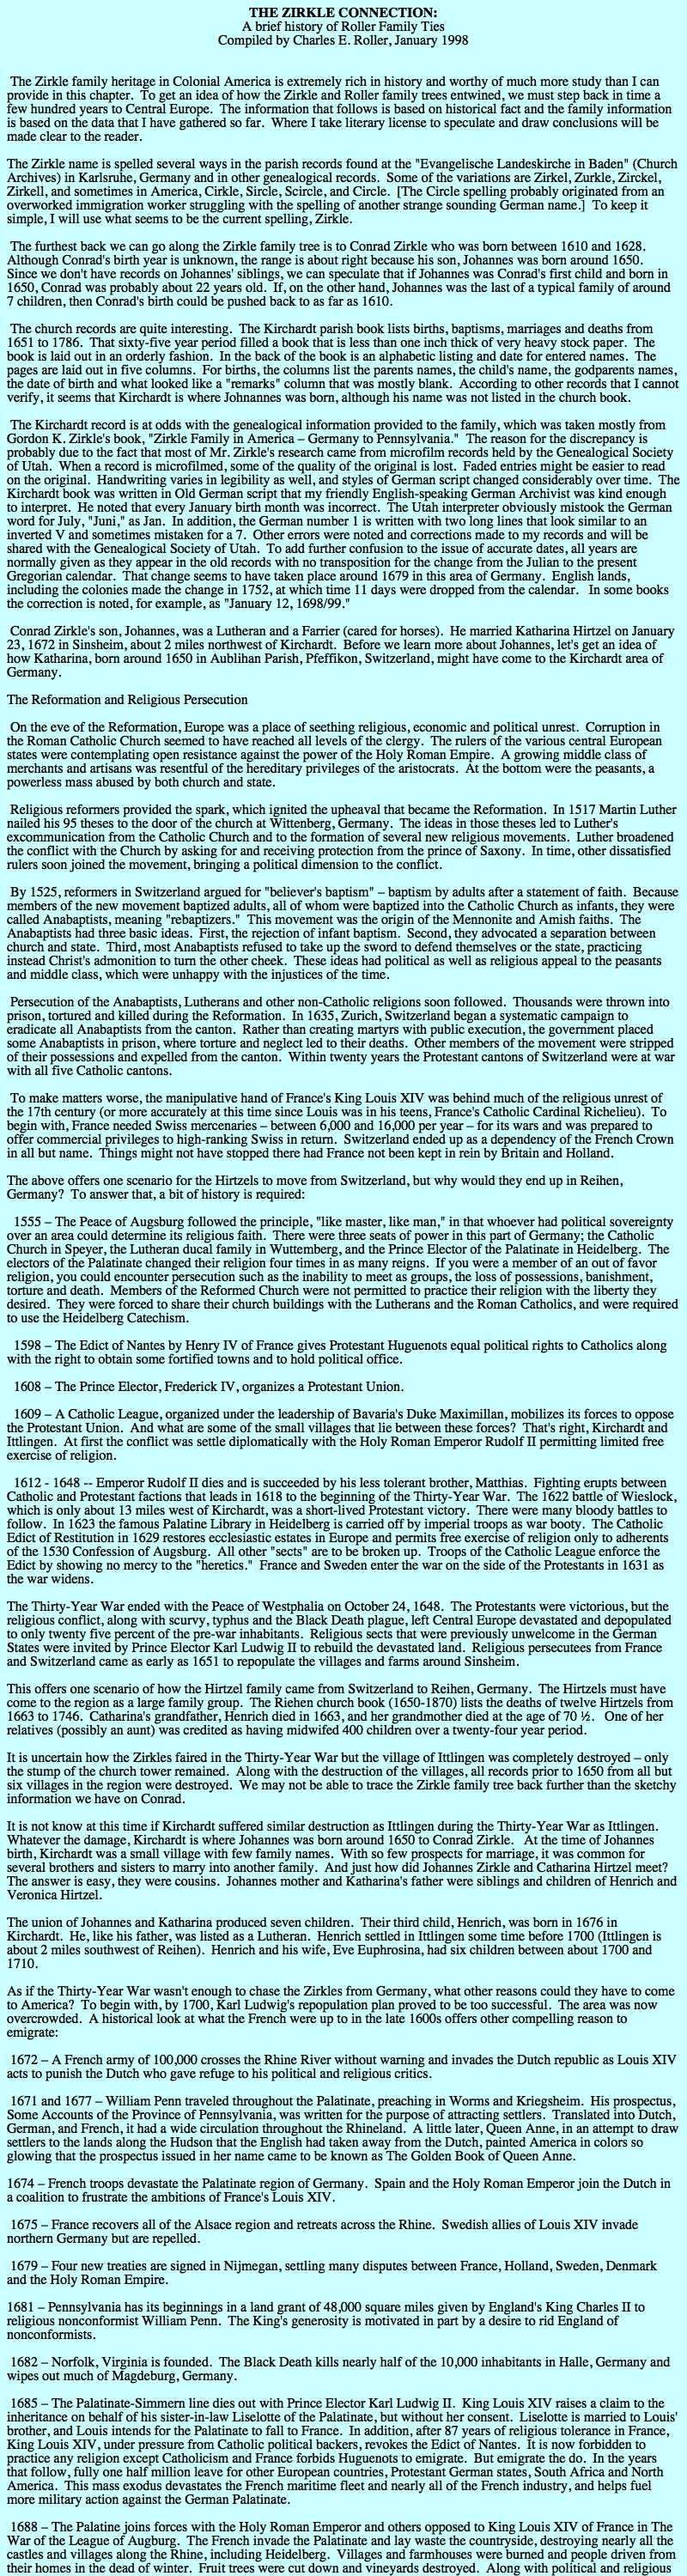 THE ZIRKLE CONNECTION:
A brief history of Roller Family Ties
Compiled by Charles E. Roller, January 1998
The Zirkle family heritage in Colonial America is extremely rich in history and worthy of much more study than I can
provide in this chapter. To get an idea of how the Zirkle and Roller family trees entwined, we must step back in time a
few hundred years to Central Europe. The information that follows is based on historical fact and the family information
is based on the data that I have gathered so far. Where I take literary license to speculate and draw conclusions will be
made clear to the reader.
The Zirkle name is spelled several ways in the parish records found at the "Evangelische Landeskirche in Baden" (Church
Archives) in Karlsruhe, Germany and in other genealogical records. Some of the variations are Zirkel, Zurkle, Zirckel,
Zirkell, and sometimes in America, Cirkle, Sircle, Scircle, and Circle. [The Circle spelling probably originated from an
overworked immigration worker struggling with the spelling of another strange sounding German name.] To keep it
simple, I will use what seems to be the current spelling, Zirkle.
The furthest back we can go along the Zirkle family tree is to Conrad Zirkle who was born between 1610 and 1628.
Although Conrad's birth year is unknown, the range is about right because his son, Johannes was born around 1650.
Since we don't have records on Johannes' siblings, we can speculate that if Johannes was Conrad's first child and born in
1650, Conrad was probably about 22 years old. If, on the other hand, Johannes was the last of a typical family of around
7 children, then Conrad's birth could be pushed back to as far as 1610.
The church records are quite interesting. The Kirchardt parish book lists births, baptisms, marriages and deaths from
1651 to 1786. That sixty-five year period filled a book that is less than one inch thick of very heavy stock paper. The
book is laid out in an orderly fashion. In the back of the book is an alphabetic listing and date for entered names. The
pages are laid out in five columns. For births, the columns list the parents names, the child's name, the godparents names,
the date of birth and what looked like a "remarks" column that was mostly blank. According to other records that I cannot
verify, it seems that Kirchardt is where Johnannes was born, although his name was not listed in the church book.
The Kirchardt record is at odds with the genealogical information provided to the family, which was taken mostly from
Gordon K. Zirkle's book, "Zirkle Family in America – Germany to Pennsylvania." The reason for the discrepancy is
probably due to the fact that most of Mr. Zirkle's research came from microfilm records held by the Genealogical Society
of Utah. When a record is microfilmed, some of the quality of the original is lost. Faded entries might be easier to read
on the original. Handwriting varies in legibility as well, and styles of German script changed considerably over time. The
Kirchardt book was written in Old German script that my friendly English-speaking German Archivist was kind enough
to interpret. He noted that every January birth month was incorrect. The Utah interpreter obviously mistook the German
word for July, "Juni," as Jan. In addition, the German number 1 is written with two long lines that look similar to an
inverted V and sometimes mistaken for a 7. Other errors were noted and corrections made to my records and will be
shared with the Genealogical Society of Utah. To add further confusion to the issue of accurate dates, all years are
normally given as they appear in the old records with no transposition for the change from the Julian to the present
Gregorian calendar. That change seems to have taken place around 1679 in this area of Germany. English lands,
including the colonies made the change in 1752, at which time 11 days were dropped from the calendar. In some books
the correction is noted, for example, as "January 12, 1698/99."
Conrad Zirkle's son, Johannes, was a Lutheran and a Farrier (cared for horses). He married Katharina Hirtzel on January
23, 1672 in Sinsheim, about 2 miles northwest of Kirchardt. Before we learn more about Johannes, let's get an idea of
how Katharina, born around 1650 in Aublihan Parish, Pfeffikon, Switzerland, might have come to the Kirchardt area of
Germany.
The Reformation and Religious Persecution
On the eve of the Reformation, Europe was a place of seething religious, economic and political unrest. Corruption in
the Roman Catholic Church seemed to have reached all levels of the clergy. The rulers of the various central European
states were contemplating open resistance against the power of the Holy Roman Empire. A growing middle class of
merchants and artisans was resentful of the hereditary privileges of the aristocrats. At the bottom were the peasants, a
powerless mass abused by both church and state.
Religious reformers provided the spark, which ignited the upheaval that became the Reformation. In 1517 Martin Luther
nailed his 95 theses to the door of the church at Wittenberg, Germany. The ideas in those theses led to Luther's
excommunication from the Catholic Church and to the formation of several new religious movements. Luther broadened
the conflict with the Church by asking for and receiving protection from the prince of Saxony. In time, other dissatisfied
rulers soon joined the movement, bringing a political dimension to the conflict.
By 1525, reformers in Switzerland argued for "believer's baptism" – baptism by adults after a statement of faith. Because
members of the new movement baptized adults, all of whom were baptized into the Catholic Church as infants, they were
called Anabaptists, meaning "rebaptizers." This movement was the origin of the Mennonite and Amish faiths. The
Anabaptists had three basic ideas. First, the rejection of infant baptism. Second, they advocated a separation between
church and state. Third, most Anabaptists refused to take up the sword to defend themselves or the state, practicing
instead Christ's admonition to turn the other cheek. These ideas had political as well as religious appeal to the peasants
and middle class, which were unhappy with the injustices of the time.
Persecution of the Anabaptists, Lutherans and other non-Catholic religions soon followed. Thousands were thrown into
prison, tortured and killed during the Reformation. In 1635, Zurich, Switzerland began a systematic campaign to
eradicate all Anabaptists from the canton. Rather than creating martyrs with public execution, the government placed
some Anabaptists in prison, where torture and neglect led to their deaths. Other members of the movement were stripped
of their possessions and expelled from the canton. Within twenty years the Protestant cantons of Switzerland were at war
with all five Catholic cantons.
To make matters worse, the manipulative hand of France's King Louis XIV was behind much of the religious unrest of
the 17th century (or more accurately at this time since Louis was in his teens, France's Catholic Cardinal Richelieu). To
begin with, France needed Swiss mercenaries – between 6,000 and 16,000 per year – for its wars and was prepared to
offer commercial privileges to high-ranking Swiss in return. Switzerland ended up as a dependency of the French Crown
in all but name. Things might not have stopped there had France not been kept in rein by Britain and Holland.
The above offers one scenario for the Hirtzels to move from Switzerland, but why would they end up in Reihen,
Germany? To answer that, a bit of history is required:
1555 – The Peace of Augsburg followed the principle, "like master, like man," in that whoever had political sovereignty
over an area could determine its religious faith. There were three seats of power in this part of Germany; the Catholic
Church in Speyer, the Lutheran ducal family in Wuttemberg, and the Prince Elector of the Palatinate in Heidelberg. The
electors of the Palatinate changed their religion four times in as many reigns. If you were a member of an out of favor
religion, you could encounter persecution such as the inability to meet as groups, the loss of possessions, banishment,
torture and death. Members of the Reformed Church were not permitted to practice their religion with the liberty they
desired. They were forced to share their church buildings with the Lutherans and the Roman Catholics, and were required
to use the Heidelberg Catechism.
1598 – The Edict of Nantes by Henry IV of France gives Protestant Huguenots equal political rights to Catholics along
with the right to obtain some fortified towns and to hold political office.
1608 – The Prince Elector, Frederick IV, organizes a Protestant Union.
1609 – A Catholic League, organized under the leadership of Bavaria's Duke Maximillan, mobilizes its forces to oppose
the Protestant Union. And what are some of the small villages that lie between these forces? That's right, Kirchardt and
Ittlingen. At first the conflict was settle diplomatically with the Holy Roman Emperor Rudolf II permitting limited free
exercise of religion.
1612 - 1648 -- Emperor Rudolf II dies and is succeeded by his less tolerant brother, Matthias. Fighting erupts between
Catholic and Protestant factions that leads in 1618 to the beginning of the Thirty-Year War. The 1622 battle of Wieslock,
which is only about 13 miles west of Kirchardt, was a short-lived Protestant victory. There were many bloody battles to
follow. In 1623 the famous Palatine Library in Heidelberg is carried off by imperial troops as war booty. The Catholic
Edict of Restitution in 1629 restores ecclesiastic estates in Europe and permits free exercise of religion only to adherents
of the 1530 Confession of Augsburg. All other "sects" are to be broken up. Troops of the Catholic League enforce the
Edict by showing no mercy to the "heretics." France and Sweden enter the war on the side of the Protestants in 1631 as
the war widens.
The Thirty-Year War ended with the Peace of Westphalia on October 24, 1648. The Protestants were victorious, but the
religious conflict, along with scurvy, typhus and the Black Death plague, left Central Europe devastated and depopulated
to only twenty five percent of the pre-war inhabitants. Religious sects that were previously unwelcome in the German
States were invited by Prince Elector Karl Ludwig II to rebuild the devastated land. Religious persecutees from France
and Switzerland came as early as 1651 to repopulate the villages and farms around Sinsheim.
This offers one scenario of how the Hirtzel family came from Switzerland to Reihen, Germany. The Hirtzels must have
come to the region as a large family group. The Riehen church book (1650-1870) lists the deaths of twelve Hirtzels from
1663 to 1746. Catharina's grandfather, Henrich died in 1663, and her grandmother died at the age of 70 ½. One of her
relatives (possibly an aunt) was credited as having midwifed 400 children over a twenty-four year period.
It is uncertain how the Zirkles faired in the Thirty-Year War but the village of Ittlingen was completely destroyed – only
the stump of the church tower remained. Along with the destruction of the villages, all records prior to 1650 from all but
six villages in the region were destroyed. We may not be able to trace the Zirkle family tree back further than the sketchy
information we have on Conrad.
It is not know at this time if Kirchardt suffered similar destruction as Ittlingen during the Thirty-Year War as Ittlingen.
Whatever the damage, Kirchardt is where Johannes was born around 1650 to Conrad Zirkle. At the time of Johannes
birth, Kirchardt was a small village with few family names. With so few prospects for marriage, it was common for
several brothers and sisters to marry into another family. And just how did Johannes Zirkle and Catharina Hirtzel meet?
The answer is easy, they were cousins. Johannes mother and Katharina's father were siblings and children of Henrich and
Veronica Hirtzel.
The union of Johannes and Katharina produced seven children. Their third child, Henrich, was born in 1676 in
Kirchardt. He, like his father, was listed as a Lutheran. Henrich settled in Ittlingen some time before 1700 (Ittlingen is
about 2 miles southwest of Reihen). Henrich and his wife, Eve Euphrosina, had six children between about 1700 and
1710.
As if the Thirty-Year War wasn't enough to chase the Zirkles from Germany, what other reasons could they have to come
to America? To begin with, by 1700, Karl Ludwig's repopulation plan proved to be too successful. The area was now
overcrowded. A historical look at what the French were up to in the late 1600s offers other compelling reason to
emigrate:
1672 – A French army of 100,000 crosses the Rhine River without warning and invades the Dutch republic as Louis XIV
acts to punish the Dutch who gave refuge to his political and religious critics.
1671 and 1677 – William Penn traveled throughout the Palatinate, preaching in Worms and Kriegsheim. His prospectus,
Some Accounts of the Province of Pennsylvania, was written for the purpose of attracting settlers. Translated into Dutch,
German, and French, it had a wide circulation throughout the Rhineland. A little later, Queen Anne, in an attempt to draw
settlers to the lands along the Hudson that the English had taken away from the Dutch, painted America in colors so
glowing that the prospectus issued in her name came to be known as The Golden Book of Queen Anne.
1674 – French troops devastate the Palatinate region of Germany. Spain and the Holy Roman Emperor join the Dutch in
a coalition to frustrate the ambitions of France's Louis XIV.
1675 – France recovers all of the Alsace region and retreats across the Rhine. Swedish allies of Louis XIV invade
northern Germany but are repelled.
1679 – Four new treaties are signed in Nijmegan, settling many disputes between France, Holland, Sweden, Denmark
and the Holy Roman Empire.
1681 – Pennsylvania has its beginnings in a land grant of 48,000 square miles given by England's King Charles II to
religious nonconformist William Penn. The King's generosity is motivated in part by a desire to rid England of
nonconformists.
1682 – Norfolk, Virginia is founded. The Black Death kills nearly half of the 10,000 inhabitants in Halle, Germany and
wipes out much of Magdeburg, Germany.
1685 – The Palatinate-Simmern line dies out with Prince Elector Karl Ludwig II. King Louis XIV raises a claim to the
inheritance on behalf of his sister-in-law Liselotte of the Palatinate, but without her consent. Liselotte is married to Louis'
brother, and Louis intends for the Palatinate to fall to France. In addition, after 87 years of religious tolerance in France,
King Louis XIV, under pressure from Catholic political backers, revokes the Edict of Nantes. It is now forbidden to
practice any religion except Catholicism and France forbids Huguenots to emigrate. But emigrate the do. In the years
that follow, fully one half million leave for other European countries, Protestant German states, South Africa and North
America. This mass exodus devastates the French maritime fleet and nearly all of the French industry, and helps fuel
more military action against the German Palatinate.
1688 – The Palatine joins forces with the Holy Roman Emperor and others opposed to King Louis XIV of France in The
War of the League of Augburg. The French invade the Palatinate and lay waste the countryside, destroying nearly all the
castles and villages along the Rhine, including Heidelberg. Villages and farmhouses were burned and people driven from
their homes in the dead of winter. Fruit trees were cut down and vineyards destroyed. Along with political and religious